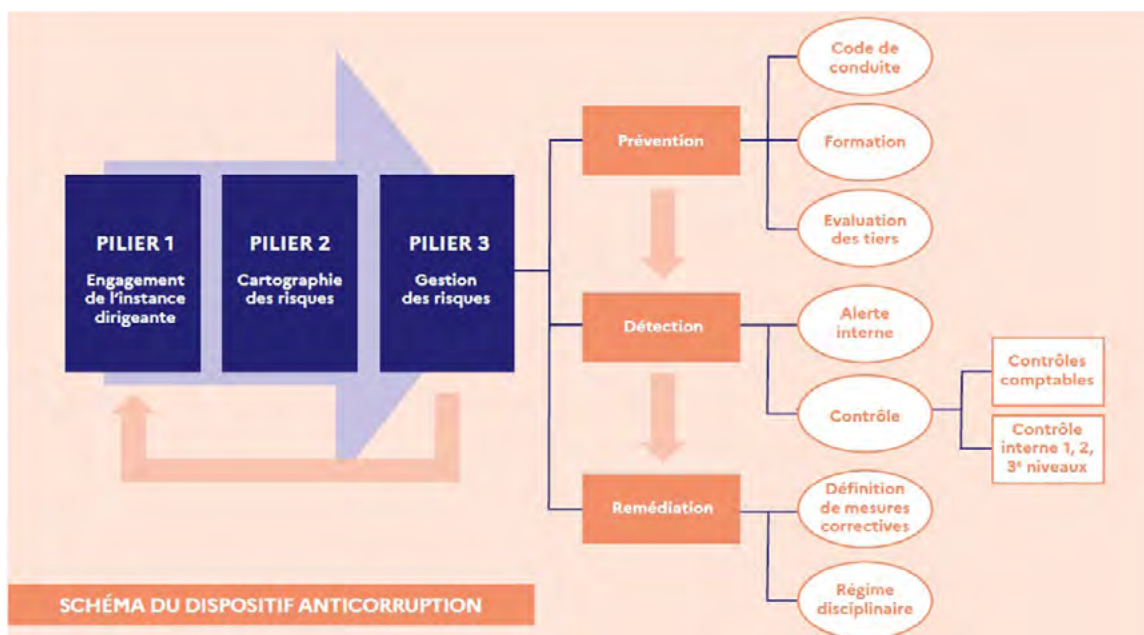 PILIER 1
Engagement
de l'instance
dirigeante
PILIER 2
Cartographie
des risques
PILIER 3
Gestion
des risques
Prévention
Code de
conduite
Formation
Evaluation
des tiers
Détection
Alerte
interne
Contrôle
Contrôles
comptables
Contrôle
interne 1, 2,
3ᵉ niveaux
Remédiation
Définition
de mesures
correctives
Régime
disciplinaire
SCHÉMA DU DISPOSITIF ANTICORRUPTION